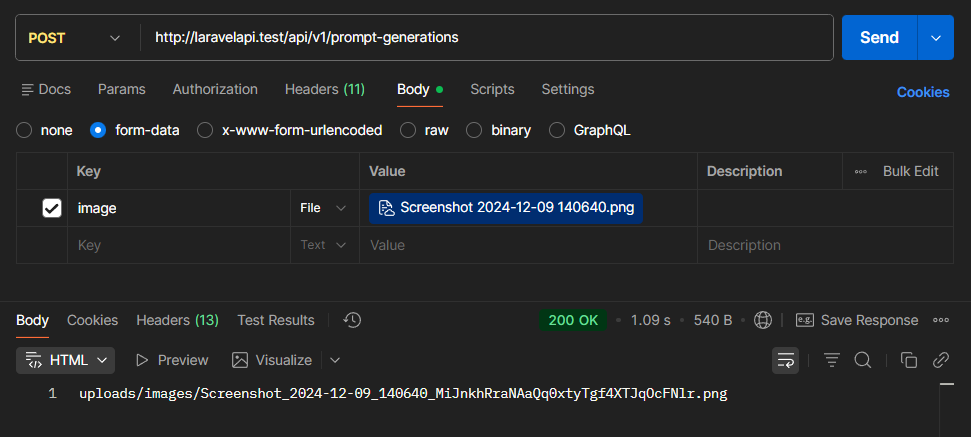 POST http://laravelapi.test/api/v1/prompt-generations Send
Docs Params Authorization Headers (11) Body Scripts Settings Cookies
none form-data x-www-form-urlencoded raw binary GraphQL
Key Value Description Bulk Edit
image File Screenshot 2024-12-09 140640.png
Key Text Value Description
Body Cookies Headers (13) Test Results 200 OK • 1.09 s • 540 B e.g. Save Response
HTML Preview Visualize
1 uploads/images/Screenshot_2024-12-09_140640_MiJnkhRraNAaQq0xtyTgf4XTJqOcFNlr.png